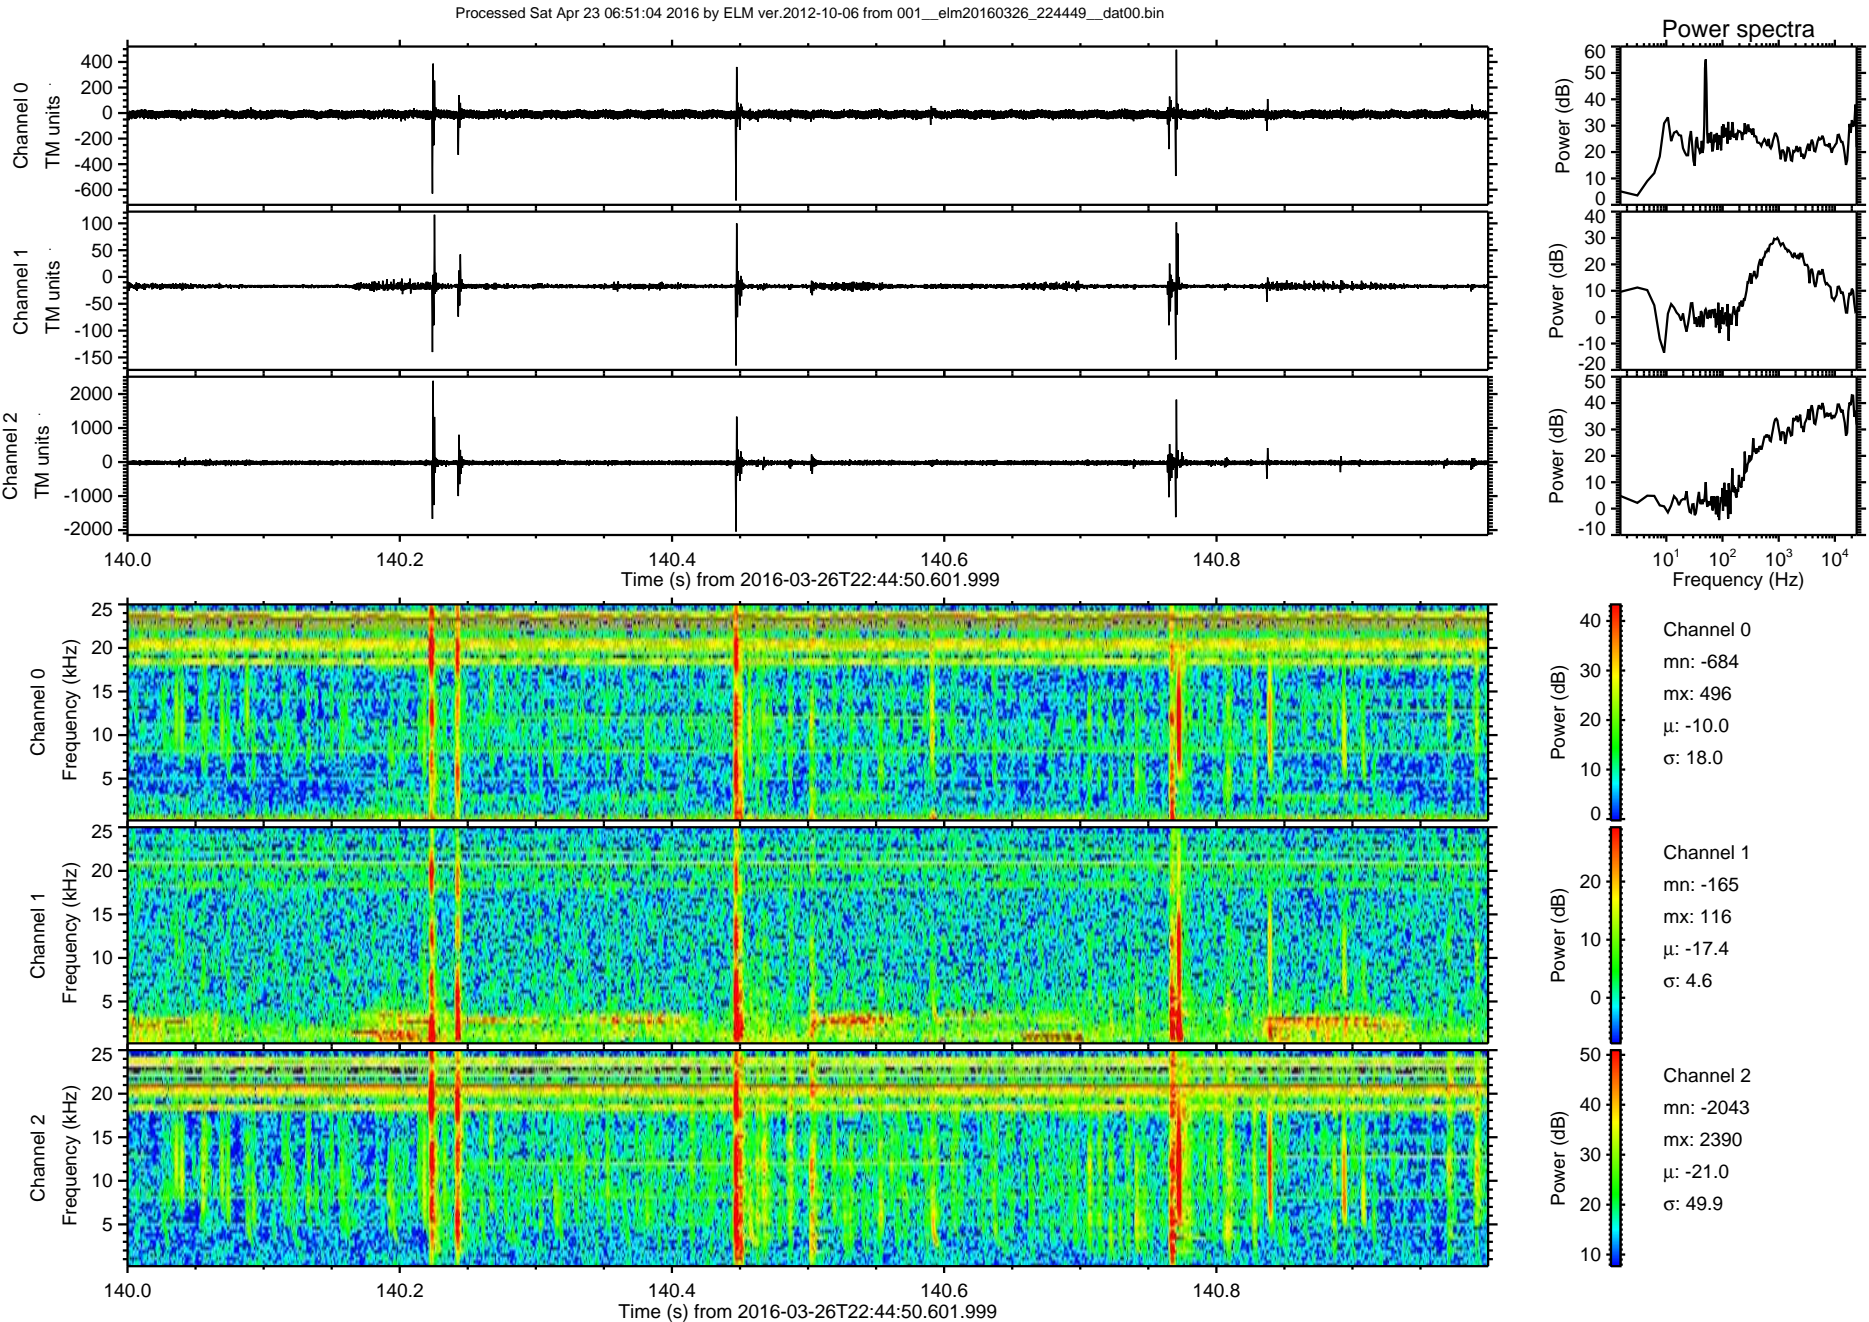 Processed Sat Apr 23 06:51:04 2016 by ELM ver.2012-10-06 from 001__elm20160326_224449__dat00.bin
Power spectra
Channel 0
TM units
400
200
0
-200
-400
-600
Power (dB)
60
50
40
30
20
10
0
Channel 1
TM units
100
50
0
-50
-100
-150
Power (dB)
40
30
20
10
0
-10
-20
Channel 2
TM units
2000
1000
0
-1000
-2000
Power (dB)
50
40
30
20
10
0
-10
140.0 140.2 140.4 140.6 140.8
Time (s) from 2016-03-26T22:44:50.601.999
10^1 10^2 10^3 10^4
Frequency (Hz)
Channel 0
Frequency (kHz)
25
20
15
10
5
Power (dB)
40
30
20
10
0
Channel 0
mn: -684
mx: 496
μ: -10.0
σ: 18.0
Channel 1
Frequency (kHz)
25
20
15
10
5
Power (dB)
20
10
0
Channel 1
mn: -165
mx: 116
μ: -17.4
σ: 4.6
Channel 2
Frequency (kHz)
25
20
15
10
5
Power (dB)
50
40
30
20
10
Channel 2
mn: -2043
mx: 2390
μ: -21.0
σ: 49.9
140.0 140.2 140.4 140.6 140.8
Time (s) from 2016-03-26T22:44:50.601.999